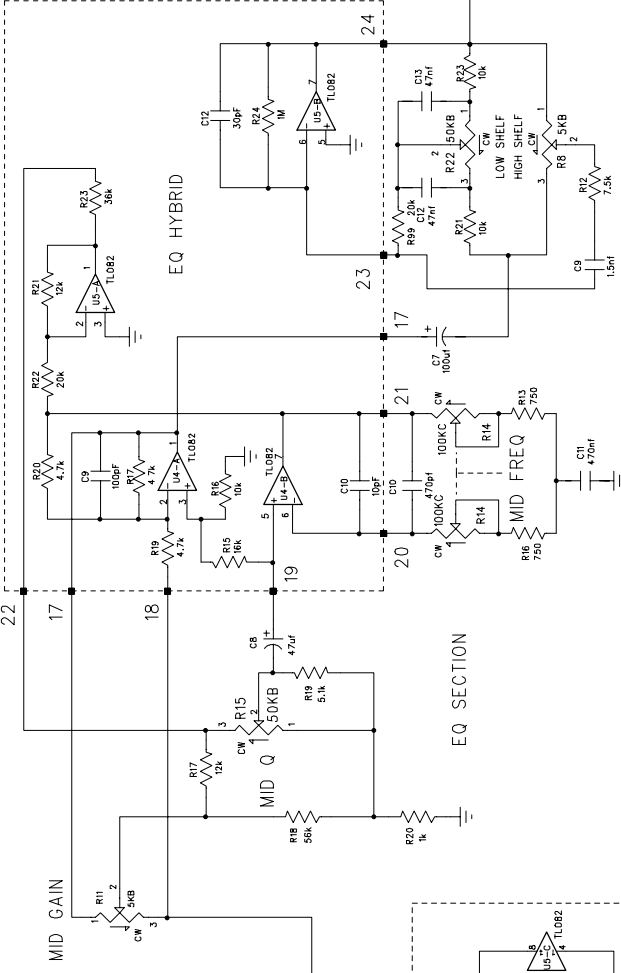 24
C12
30pF
R24
1M
7
U5-B
TL082
6
5
C13
47nf
R23
10k
1
50KB
CW
2
R22
3
LOW SHELF
HIGH SHELF
1
5KB
CW
2
R8
3
R12
7.5k
R99
20k
C12
47nf
R21
10k
C9
1.5nf
23
R23
36k
EQ HYBRID
R21
12k
1
U5-A
TL082
2
3
R22
20k
17
C7
100uf
21
R20
4.7k
C9
100pF
R17
4.7k
1
U4-A
TL082
2
3
R16
10k
7
TL082
U4-B
5
6
R19
4.7k
R15
16k
C10
10pF
C10
470pf
CW
100KC
R14
R13
750
MID FREQ
100KC
R14
CW
R16
750
C11
470nf
20
19
22
17
18
C8
47uf
R15
50KB
3
2
1
CW
R19
5.1k
EQ SECTION
R17
12k
MID Q
R18
56k
R20
1k
MID GAIN
R11
5KB
1
2
3
CW
8
TL082
U5-C
4